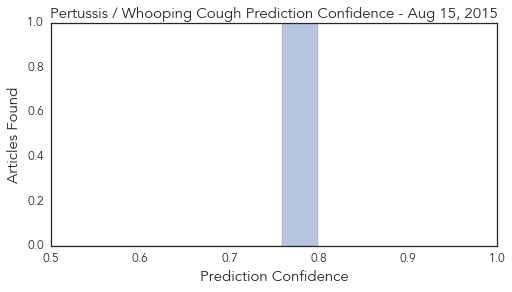 Pertussis / Whooping Cough Prediction Confidence - Aug 15, 2015
1.0
0.8
0.6
0.4
0.2
0.0
Articles Found
0.5 0.6 0.7 0.8 0.9 1.0
Prediction Confidence